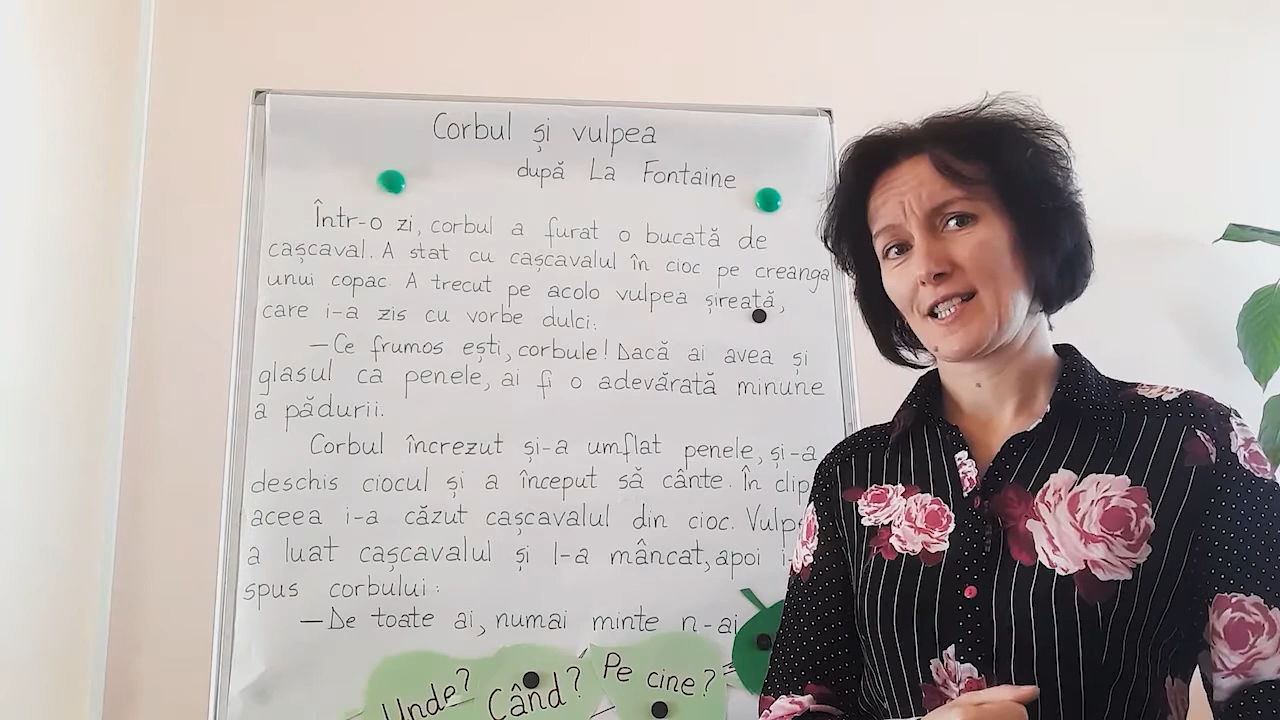 Corbul și vulpea
după La Fontaine
Într-o zi, corbul a furat o bucată de
cașcaval. A stat cu cașcavalul în cioc pe creanga
unui copac. A trecut pe acolo vulpea șireată,
care i-a zis cu vorbe dulci:
—Ce frumos ești, corbule! Dacă ai avea și
glasul ca penele, ai fi o adevărată minune
a pădurii.
Corbul încrezut și-a umflat penele, și-a
deschis ciocul și a început să cânte. În clip
aceea i-a căzut cașcavalul din cioc. Vulp
a luat cașcavalul și l-a mâncat, apoi i-
spus corbului:
—De toate ai, numai minte n-ai
Unde? Când? Pe cine?